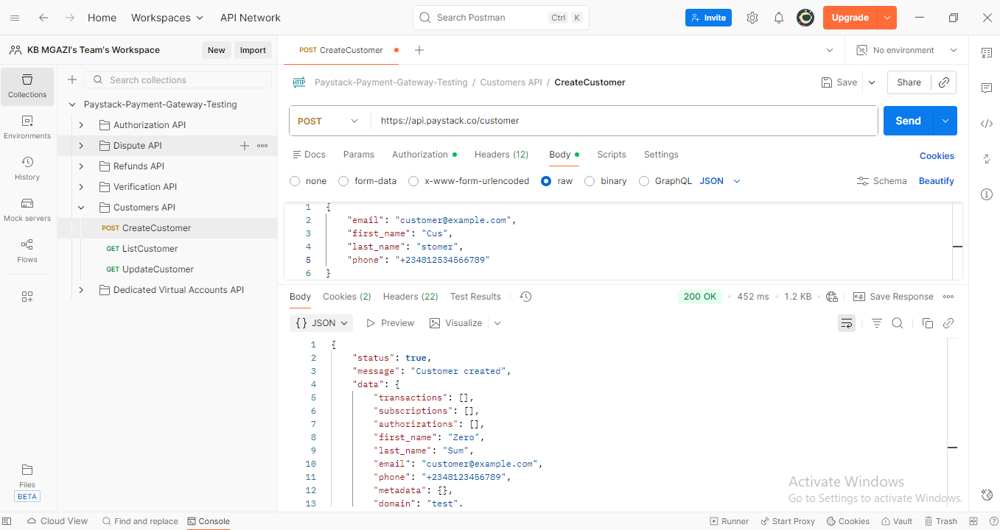 Home Workspaces API Network Search Postman Ctrl K Invite Upgrade
KB MGAZI's Team's Workspace New Import POST CreateCustomer No environment
Collections
Environments
History
Mock servers
Flows
Files
BETA
Search collections
Paystack-Payment-Gateway-Testing
Authorization API
Dispute API
Refunds API
Verification API
Customers API
POST CreateCustomer
GET ListCustomer
GET UpdateCustomer
Dedicated Virtual Accounts API
HTTP Paystack-Payment-Gateway-Testing / Customers API / CreateCustomer Save Share
POST https://api.paystack.co/customer Send
Docs Params Authorization Headers (12) Body Scripts Settings Cookies
none form-data x-www-form-urlencoded raw binary GraphQL JSON Schema Beautify
1 {
2 "email": "customer@example.com",
3 "first_name": "Cus",
4 "last_name": "stomer",
5 "phone": "+234812534566789"
6 }
Body Cookies (2) Headers (22) Test Results 200 OK 452 ms 1.2 KB e.g. Save Response
{} JSON Preview Visualize
1 {
2 "status": true,
3 "message": "Customer created",
4 "data": {
5 "transactions": [],
6 "subscriptions": [],
7 "authorizations": [],
8 "first_name": "Zero",
9 "last_name": "Sum",
10 "email": "customer@example.com",
11 "phone": "+2348123456789",
12 "metadata": {},
13 "domain": "test",
Activate Windows
Go to Settings to activate Windows.
Cloud View Find and replace Console Runner Start Proxy Cookies Vault Trash